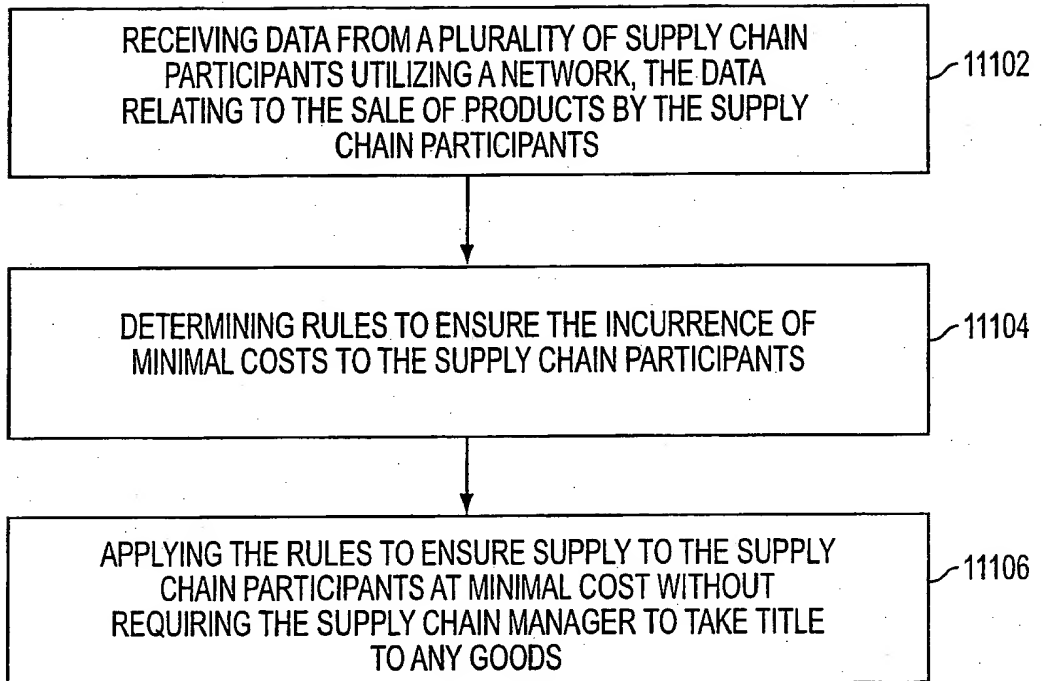 RECEIVING DATA FROM A PLURALITY OF SUPPLY CHAIN
PARTICIPANTS UTILIZING A NETWORK, THE DATA
RELATING TO THE SALE OF PRODUCTS BY THE SUPPLY
CHAIN PARTICIPANTS
11102
DETERMINING RULES TO ENSURE THE INCURRENCE OF
MINIMAL COSTS TO THE SUPPLY CHAIN PARTICIPANTS
11104
APPLYING THE RULES TO ENSURE SUPPLY TO THE SUPPLY
CHAIN PARTICIPANTS AT MINIMAL COST WITHOUT
REQUIRING THE SUPPLY CHAIN MANAGER TO TAKE TITLE
TO ANY GOODS
11106